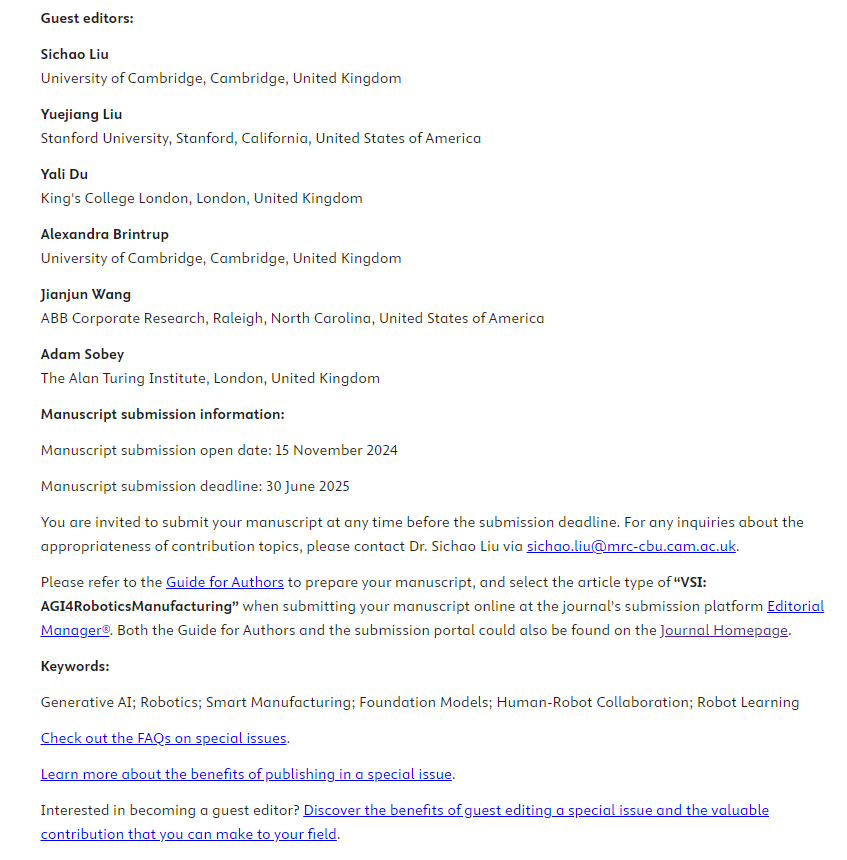 Guest editors:
Sichao Liu
University of Cambridge, Cambridge, United Kingdom
Yuejiang Liu
Stanford University, Stanford, California, United States of America
Yali Du
King's College London, London, United Kingdom
Alexandra Brintrup
University of Cambridge, Cambridge, United Kingdom
Jianjun Wang
ABB Corporate Research, Raleigh, North Carolina, United States of America
Adam Sobey
The Alan Turing Institute, London, United Kingdom
Manuscript submission information:
Manuscript submission open date: 15 November 2024
Manuscript submission deadline: 30 June 2025
You are invited to submit your manuscript at any time before the submission deadline. For any inquiries about the
appropriateness of contribution topics, please contact Dr. Sichao Liu via sichao.liu@mrc-cbu.cam.ac.uk.
Please refer to the Guide for Authors to prepare your manuscript, and select the article type of “VSI:
AGI4RoboticsManufacturing” when submitting your manuscript online at the journal's submission platform Editorial
Manager®. Both the Guide for Authors and the submission portal could also be found on the Journal Homepage.
Keywords:
Generative AI; Robotics; Smart Manufacturing; Foundation Models; Human-Robot Collaboration; Robot Learning
Check out the FAQs on special issues.
Learn more about the benefits of publishing in a special issue.
Interested in becoming a guest editor? Discover the benefits of guest editing a special issue and the valuable
contribution that you can make to your field.